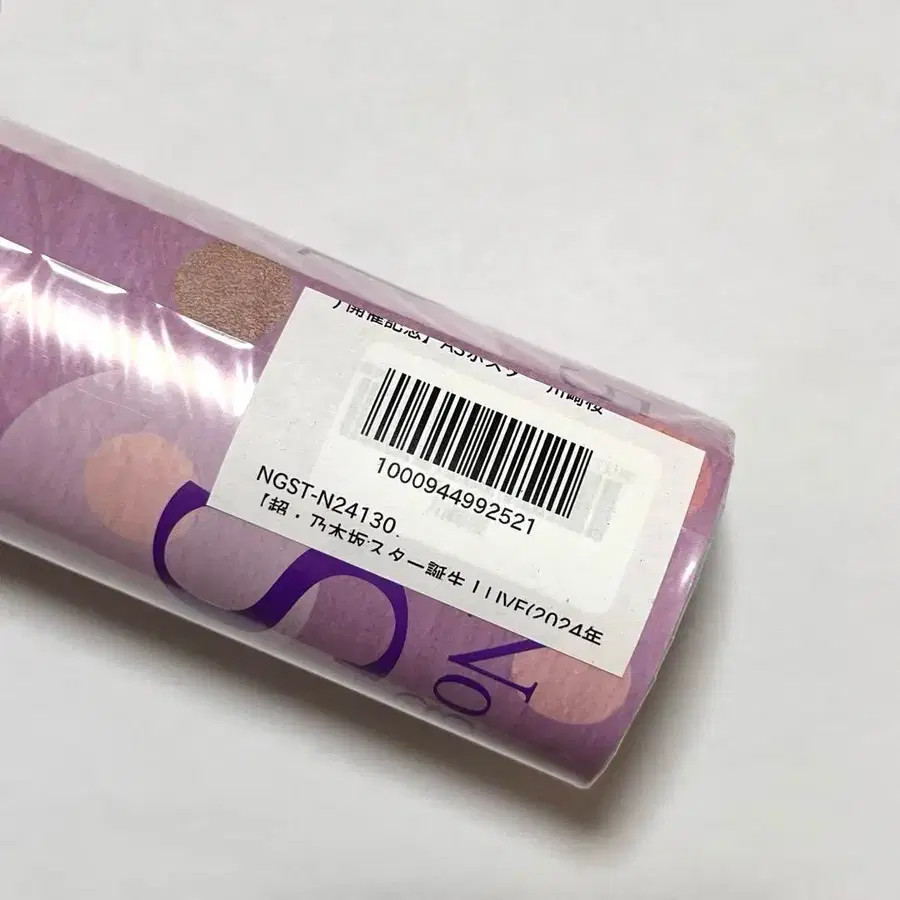 開催記念】A3ポスター 川﨑桜
1000944992521
NGST-N24130
「超・乃木坂スター誕生！LIVE(2024年
No
S